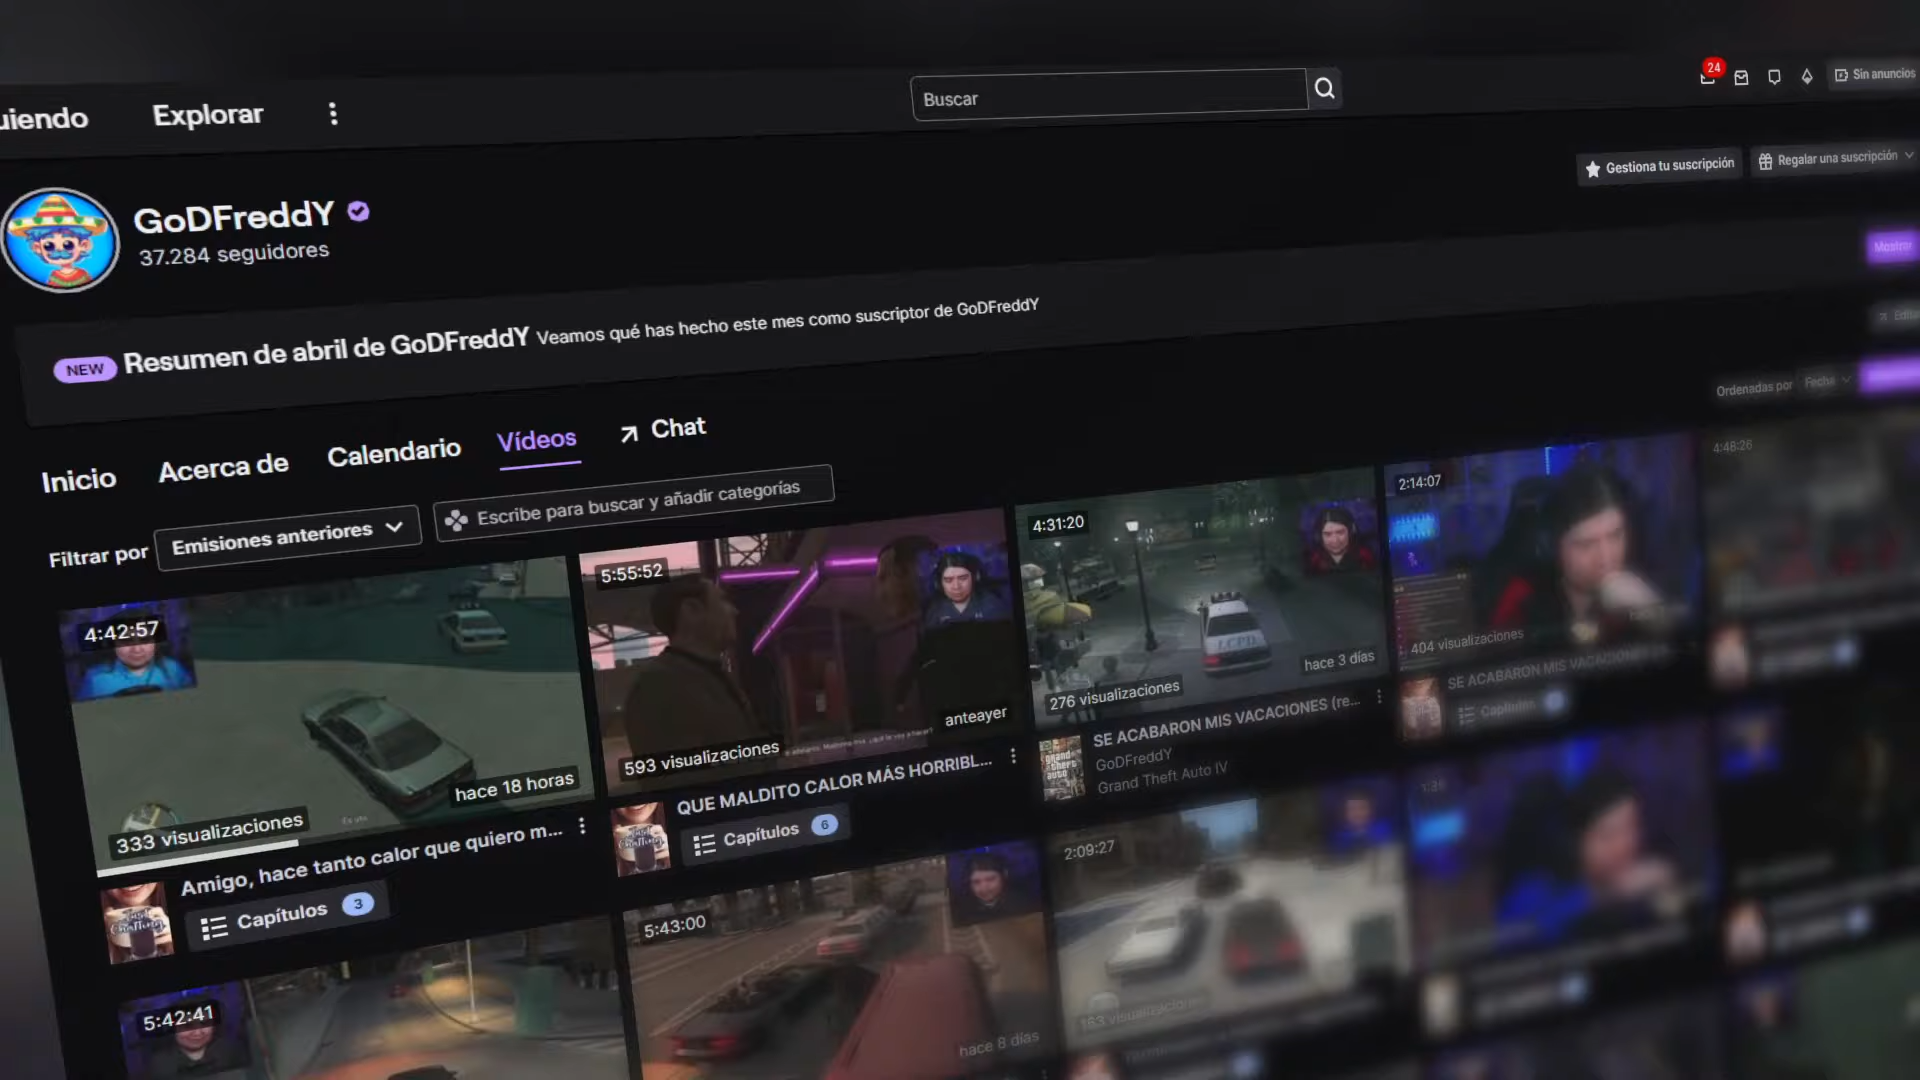 Explorar
Buscar
24
Sin anuncios
Gestiona tu suscripción
Regalar una suscripción
GoDFreddY
37.284 seguidores
Mostrar
NEW Resumen de abril de GoDFreddY Veamos qué has hecho este mes como suscriptor de GoDFreddY
Inicio
Acerca de
Calendario
Vídeos
Chat
Ordenadas por
Fecha
Filtrar por
Emisiones anteriores
Escribe para buscar y añadir categorías
4:42:57
333 visualizaciones
hace 18 horas
Amigo, hace tanto calor que quiero m...
Capítulos 3
5:55:52
593 visualizaciones
anteayer
QUE MALDITO CALOR MÁS HORRIBL...
Capítulos 6
4:31:20
LCPD
276 visualizaciones
hace 3 días
SE ACABARON MIS VACACIONES (re...
GoDFreddY
Grand Theft Auto IV
2:14:07
404 visualizaciones
SE ACABARON MIS VACACIONES
Capítulos
4:48:26
5:42:41
5:43:00
hace 8 días
2:09:27
163 visualizaciones